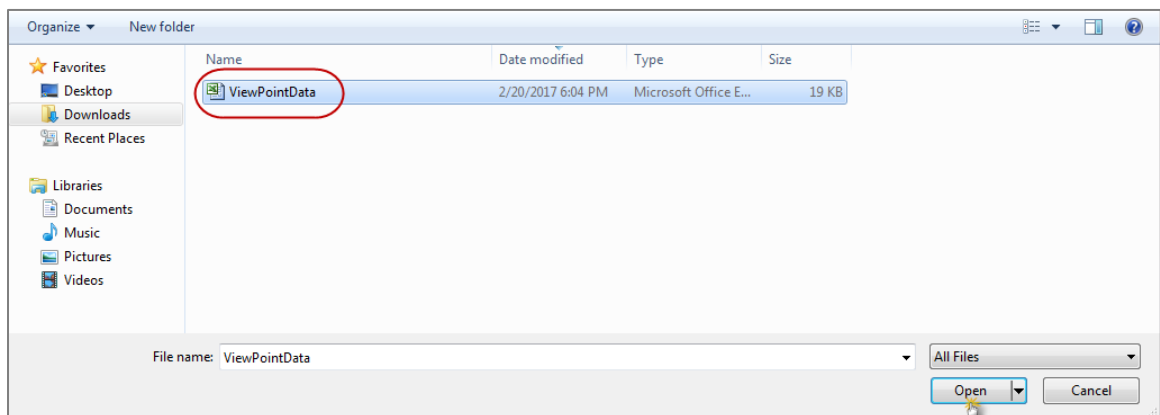 Organize New folder
Name Date modified Type Size
Favorites
Desktop
Downloads
Recent Places
Libraries
Documents
Music
Pictures
Videos
ViewPointData 2/20/2017 6:04 PM Microsoft Office E... 19 KB
File name: ViewPointData All Files
Open Cancel